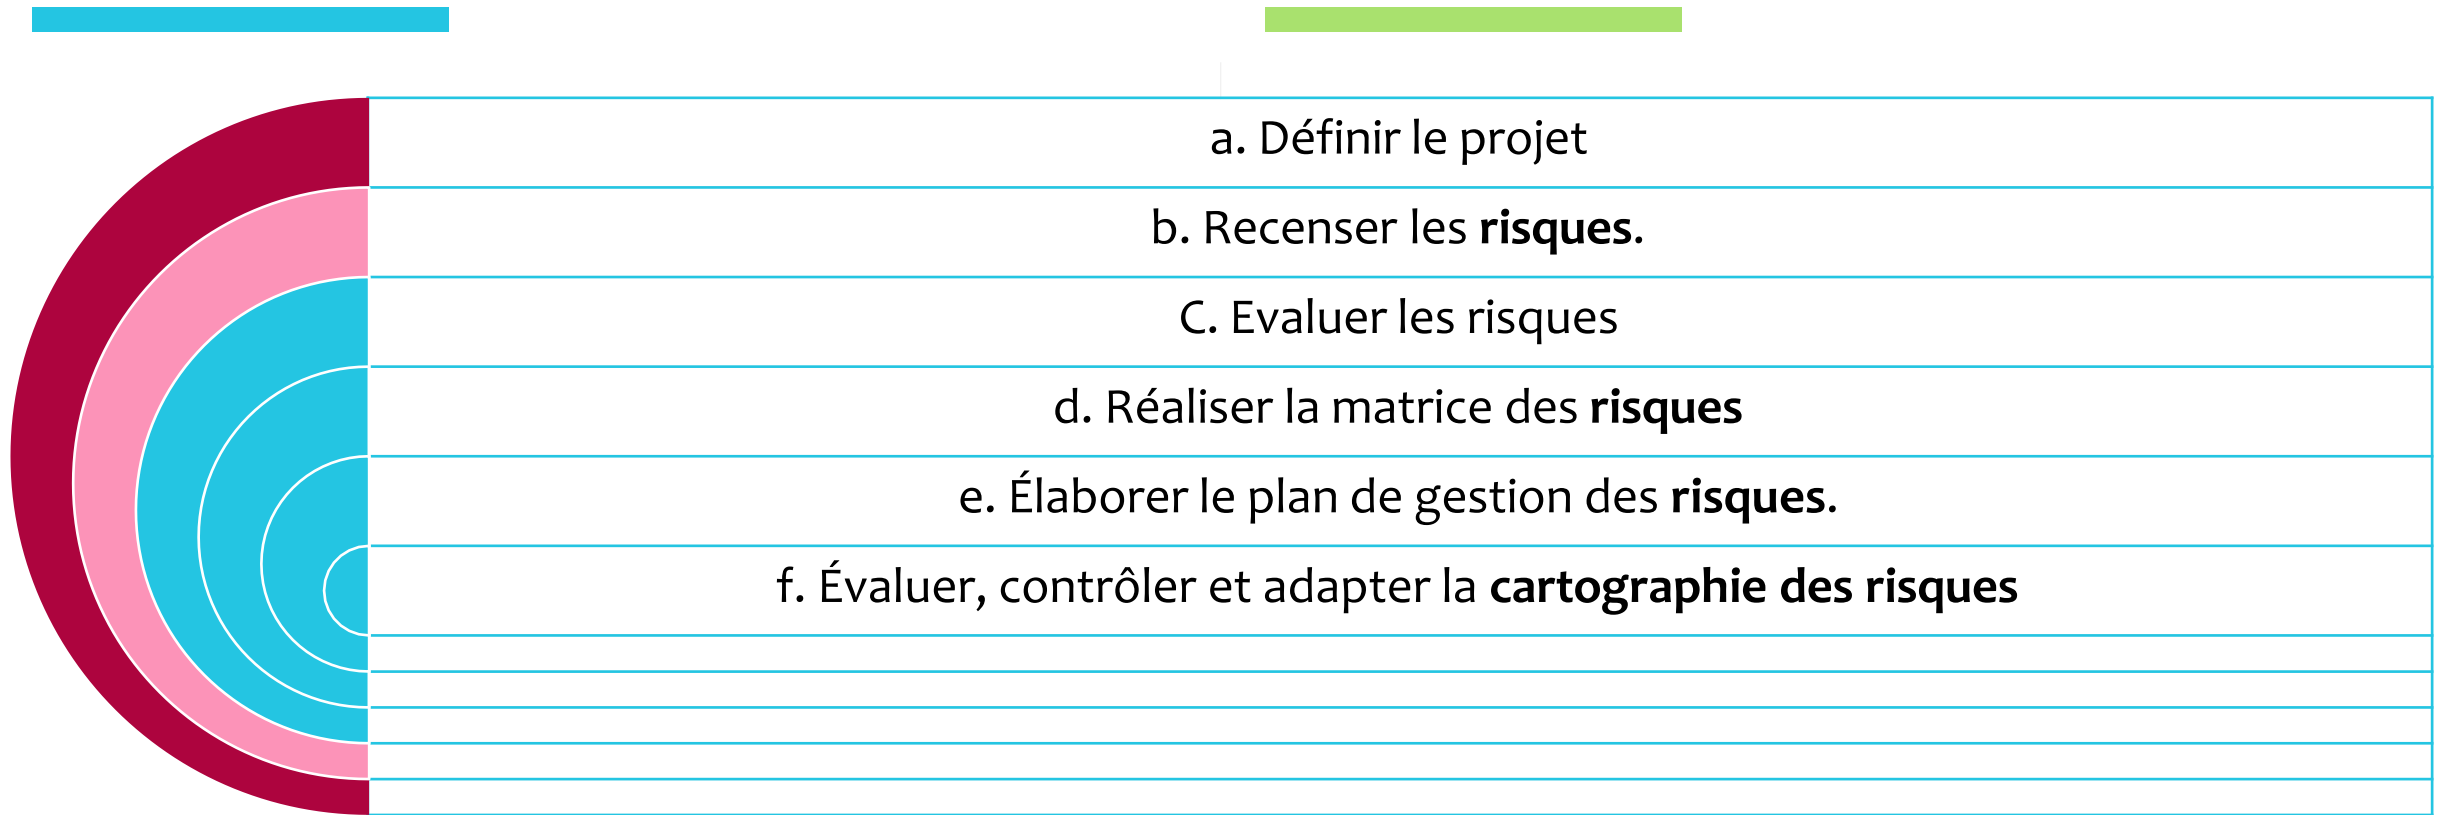 a. Définir le projet
b. Recenser les risques.
C. Evaluer les risques
d. Réaliser la matrice des risques
e. Élaborer le plan de gestion des risques.
f. Évaluer, contrôler et adapter la cartographie des risques